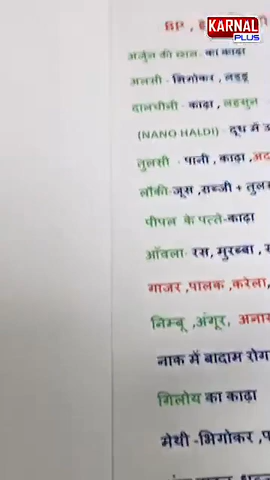 KARNAL
PLUS
BP ,
अर्जुन की छाल- का काढ़ा
अलसी - भिगोकर, लड्डू
दालचीनी - काढ़ा, लहसुन
(NANO HALDI) - दूध में
तुलसी - पानी, काढ़ा ,
लौकी- जूस, सब्जी + तुलसी
पीपल के पत्ते-काढ़ा
आँवला- रस, मुरब्बा ,
गाजर ,पालक ,करेला,
निम्बू ,अंगूर,
नाक में बादाम रोग
गिलोय का काढ़ा
मेथी -भिगोकर ,